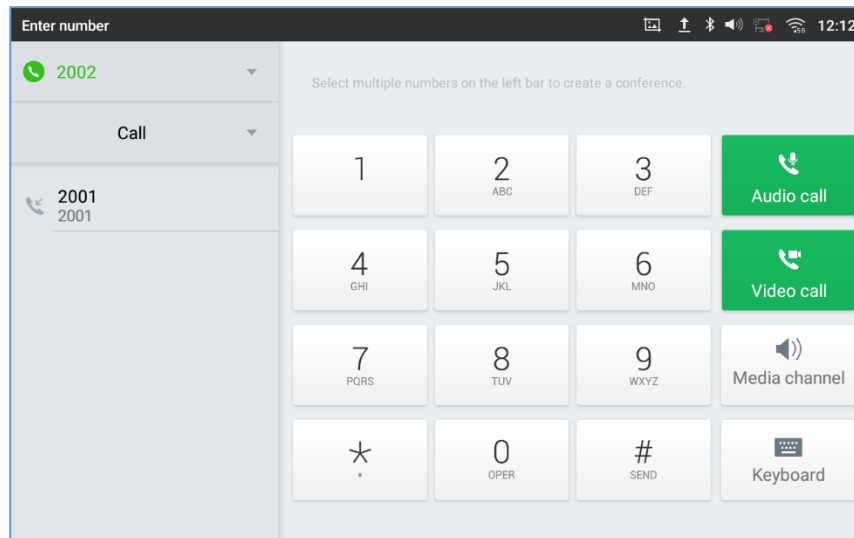 Enter number
12:12
2002
Call
2001
2001
Select multiple numbers on the left bar to create a conference.
1
2
ABC
3
DEF
Audio call
4
GHI
5
JKL
6
MNO
Video call
7
PQRS
8
TUV
9
WXYZ
Media channel
*
0
OPER
#
SEND
Keyboard